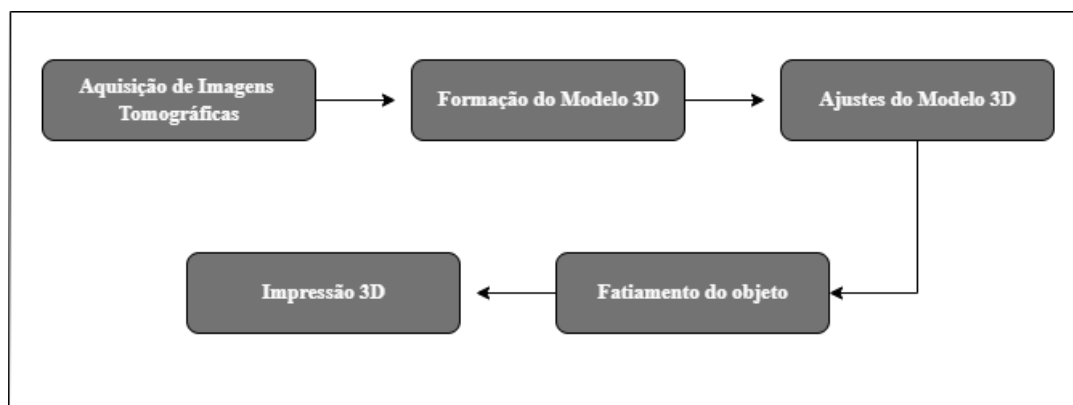 Aquisição de Imagens
Tomográficas
Formação do Modelo 3D
Ajustes do Modelo 3D
Fatiamento do objeto
Impressão 3D